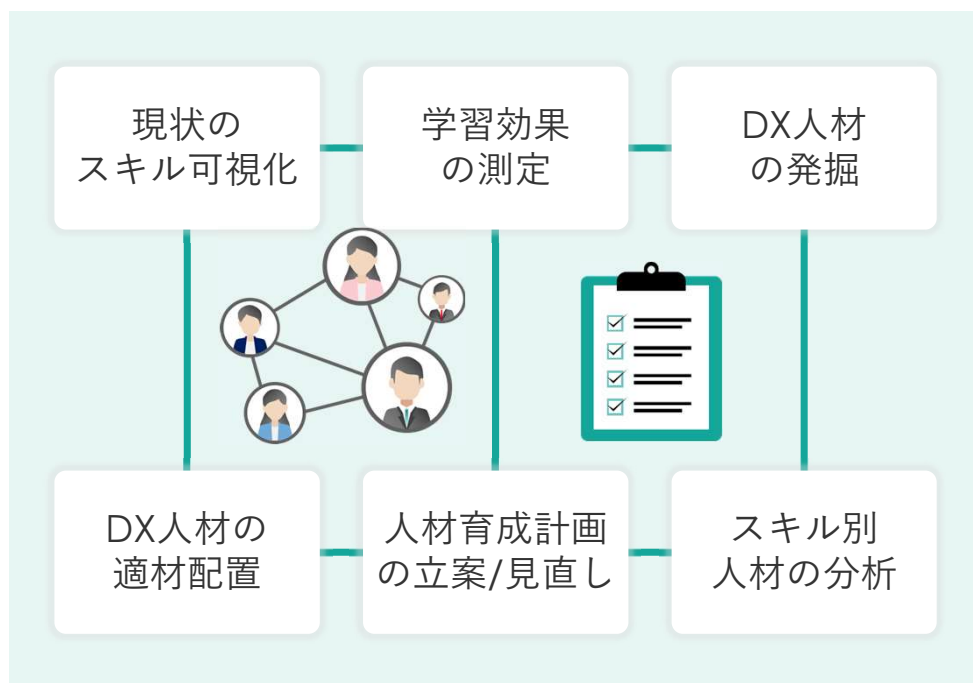 現状の
スキル可視化
学習効果
の測定
DX人材
の発掘
DX人材の
適材配置
人材育成計画
の立案/見直し
スキル別
人材の分析